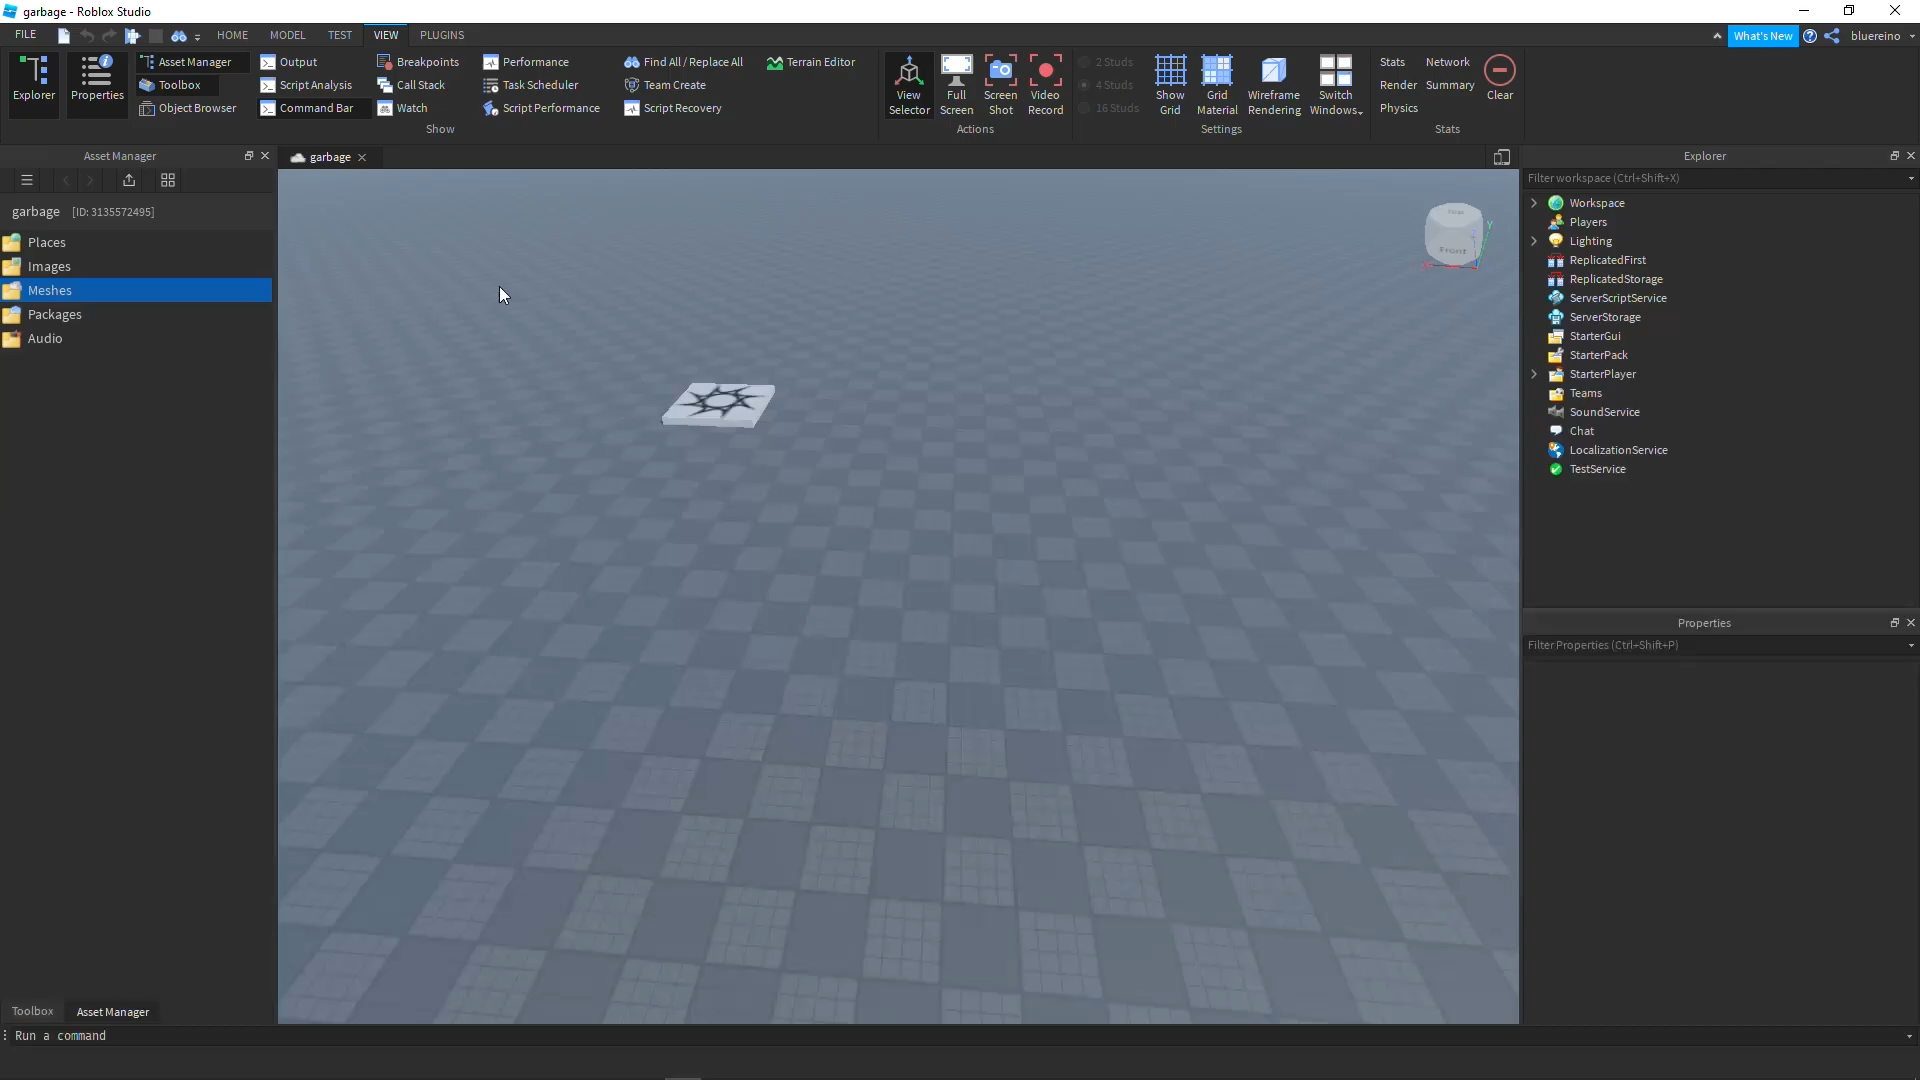 garbage - Roblox Studio
FILE HOME MODEL TEST VIEW PLUGINS What's New bluereino
Explorer
Properties
Asset Manager
Toolbox
Object Browser
Output
Script Analysis
Command Bar
Breakpoints
Call Stack
Watch
Performance
Task Scheduler
Script Performance
Find All / Replace All
Team Create
Script Recovery
Terrain Editor
Show
View
Selector
Full
Screen
Screen
Shot
Video
Record
Actions
2 Studs
4 Studs
16 Studs
Show
Grid
Grid
Material
Wireframe
Rendering
Switch
Windows
Settings
Stats
Network
Render
Summary
Physics
Clear
Stats
Asset Manager
garbage [ID: 3135572495]
Places
Images
Meshes
Packages
Audio
Toolbox Asset Manager
garbage
Front
Y
Explorer
Filter workspace (Ctrl+Shift+X)
Workspace
Players
Lighting
ReplicatedFirst
ReplicatedStorage
ServerScriptService
ServerStorage
StarterGui
StarterPack
StarterPlayer
Teams
SoundService
Chat
LocalizationService
TestService
Properties
Filter Properties (Ctrl+Shift+P)
Run a command